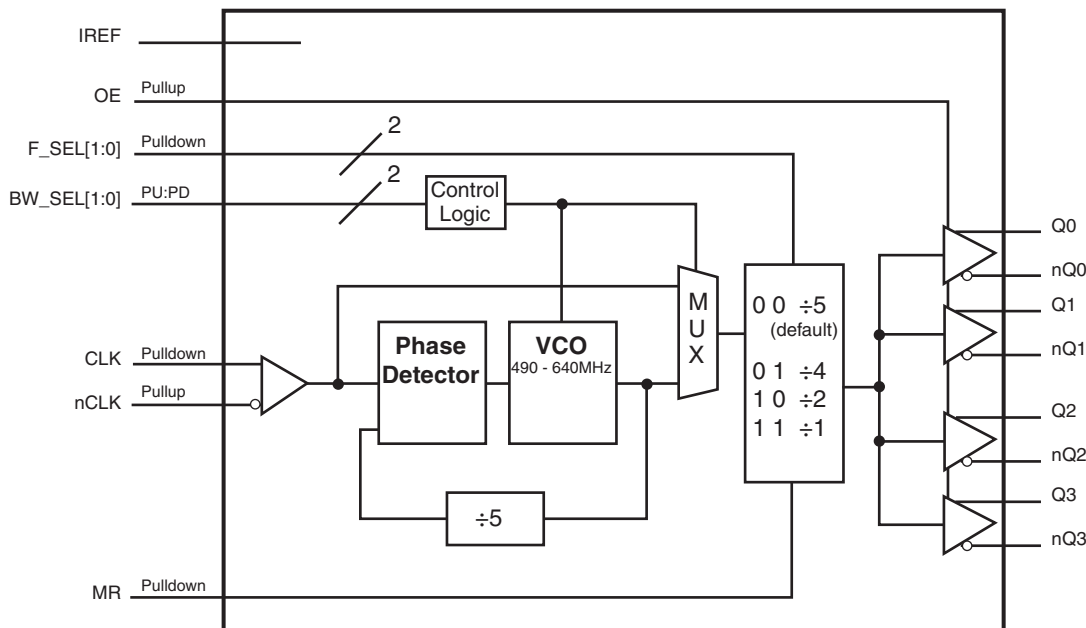 IREF
OE Pullup
F_SEL[1:0] Pulldown 2
BW_SEL[1:0] PU:PD 2
Control
Logic
Q0
nQ0
Q1
nQ1
Q2
nQ2
Q3
nQ3
M
U
X
0 0 ÷5
(default)
0 1 ÷4
1 0 ÷2
1 1 ÷1
CLK Pulldown
nCLK Pullup
Phase
Detector
VCO
490 - 640MHz
÷5
MR Pulldown